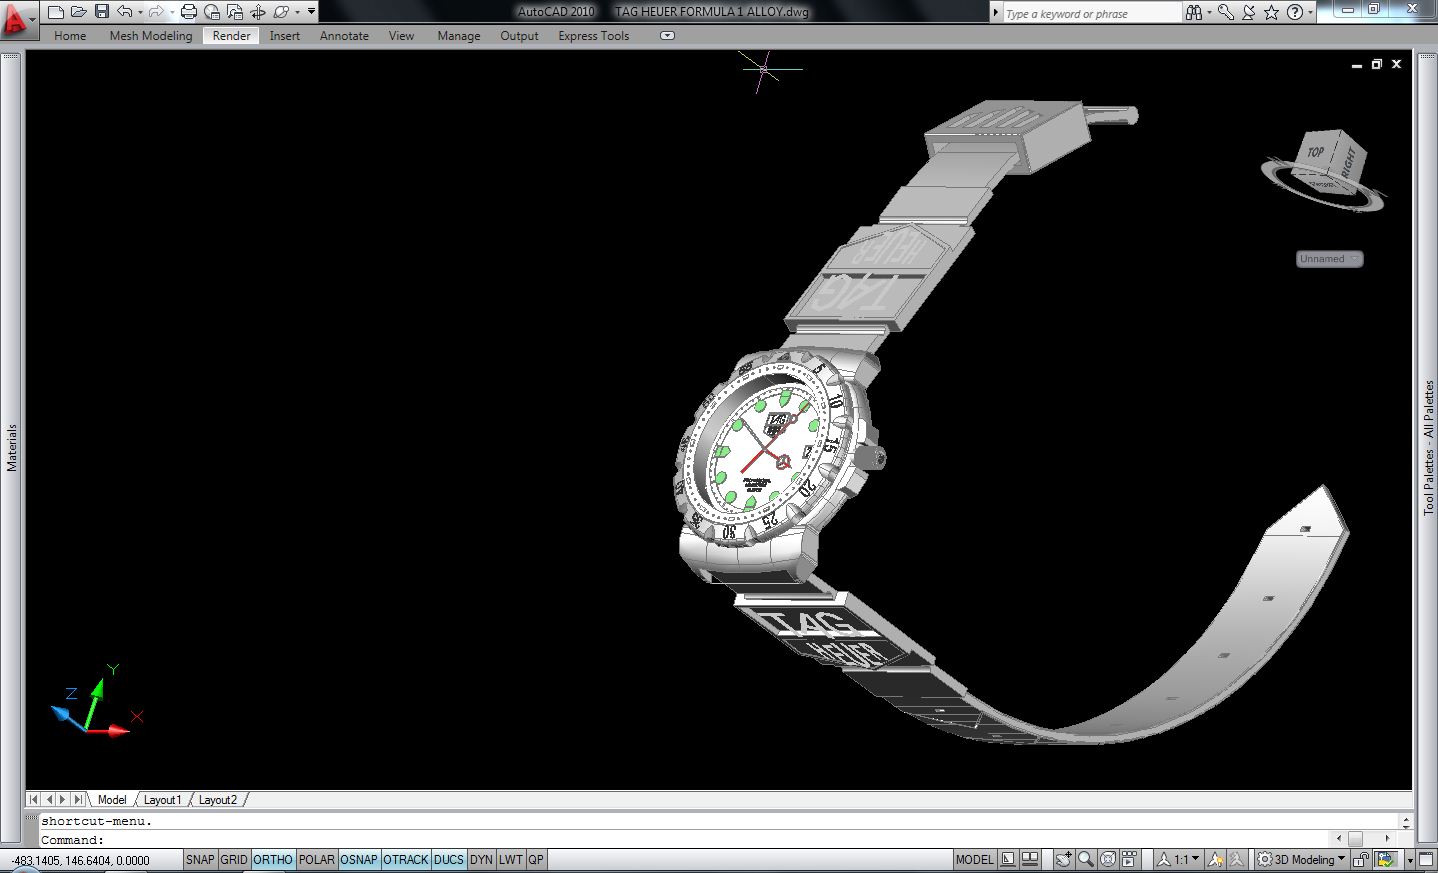 AutoCAD 2010 TAG HEUER FORMULA 1 ALLOY.dwg
Type a keyword or phrase
Home Mesh Modeling Render Insert Annotate View Manage Output Express Tools
TOP RIGHT
Unnamed
HEUER
TAG
5
10
15
20
25
30
TAG
TAG
HEUER
Materials
Tool Palettes - All Palettes
Y
Z
X
Model Layout1 Layout2
shortcut-menu.
Command:
-483.1405, 146.6404, 0.0000 SNAP GRID ORTHO POLAR OSNAP OTRACK DUCS DYN LWT QP MODEL 1:1 3D Modeling